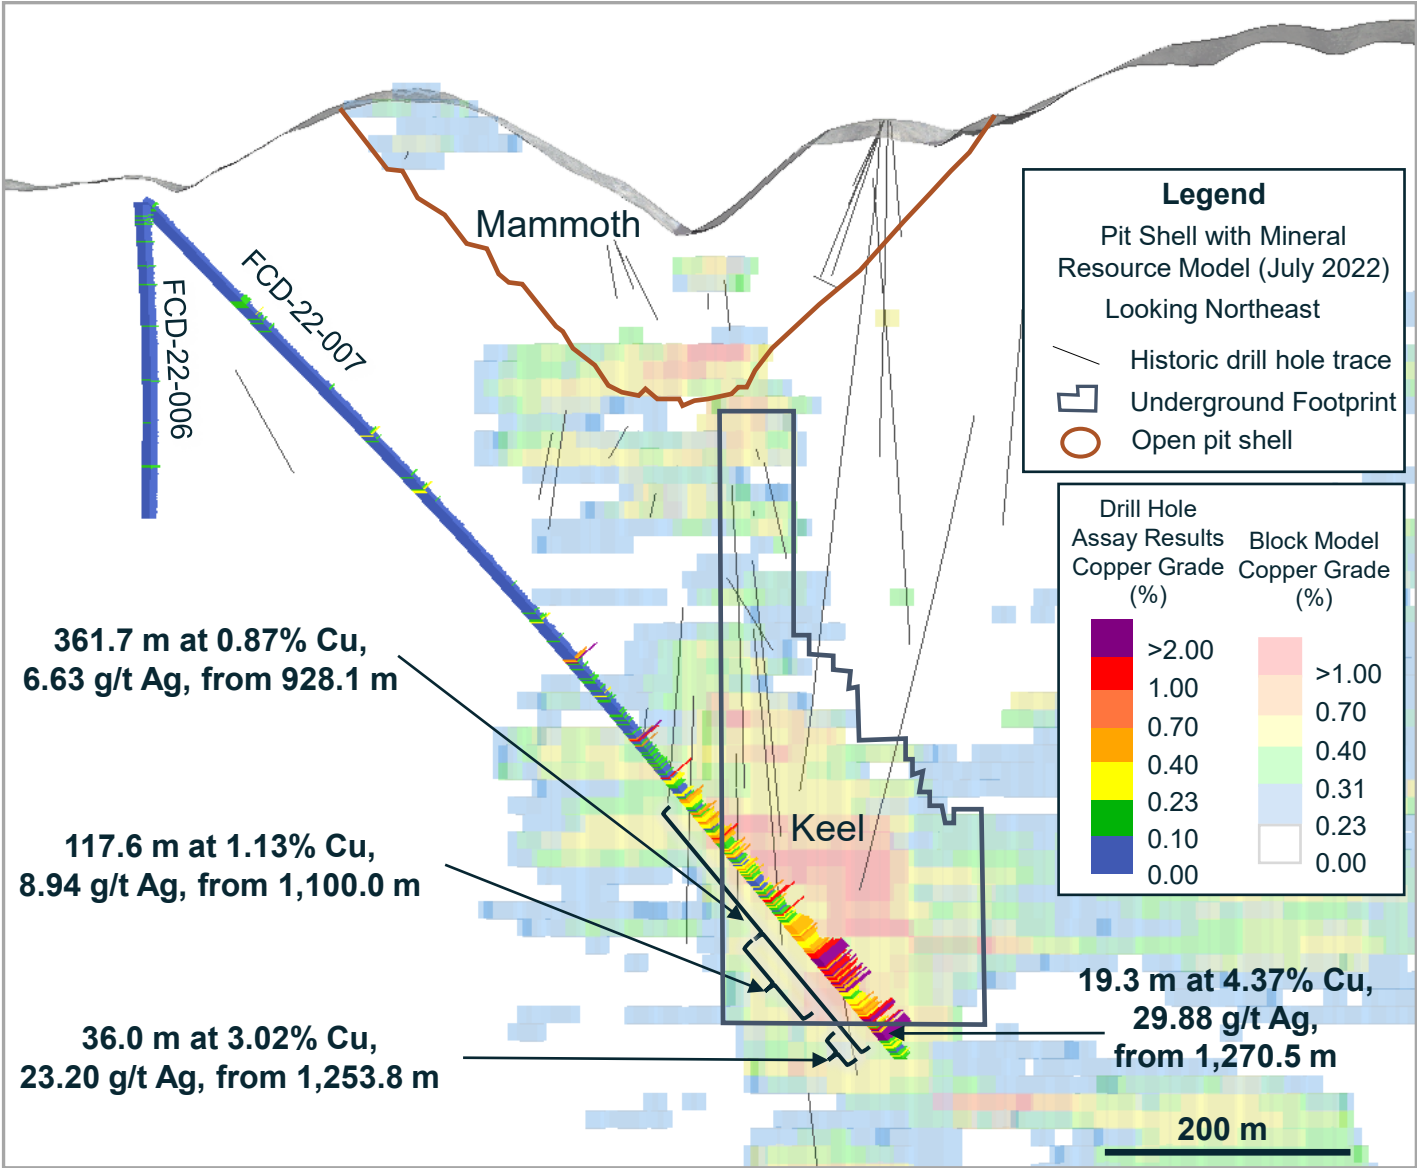 Mammoth
FCD-22-007
FCD-22-006
Legend
Pit Shell with Mineral
Resource Model (July 2022)
Looking Northeast
Historic drill hole trace
Underground Footprint
Open pit shell
Drill Hole
Assay Results
Copper Grade
(%)
>2.00
1.00
0.70
0.40
0.23
0.10
0.00
Block Model
Copper Grade
(%)
>1.00
0.70
0.40
0.31
0.23
0.00
361.7 m at 0.87% Cu,
6.63 g/t Ag, from 928.1 m
Keel
117.6 m at 1.13% Cu,
8.94 g/t Ag, from 1,100.0 m
36.0 m at 3.02% Cu,
23.20 g/t Ag, from 1,253.8 m
19.3 m at 4.37% Cu,
29.88 g/t Ag,
from 1,270.5 m
200 m